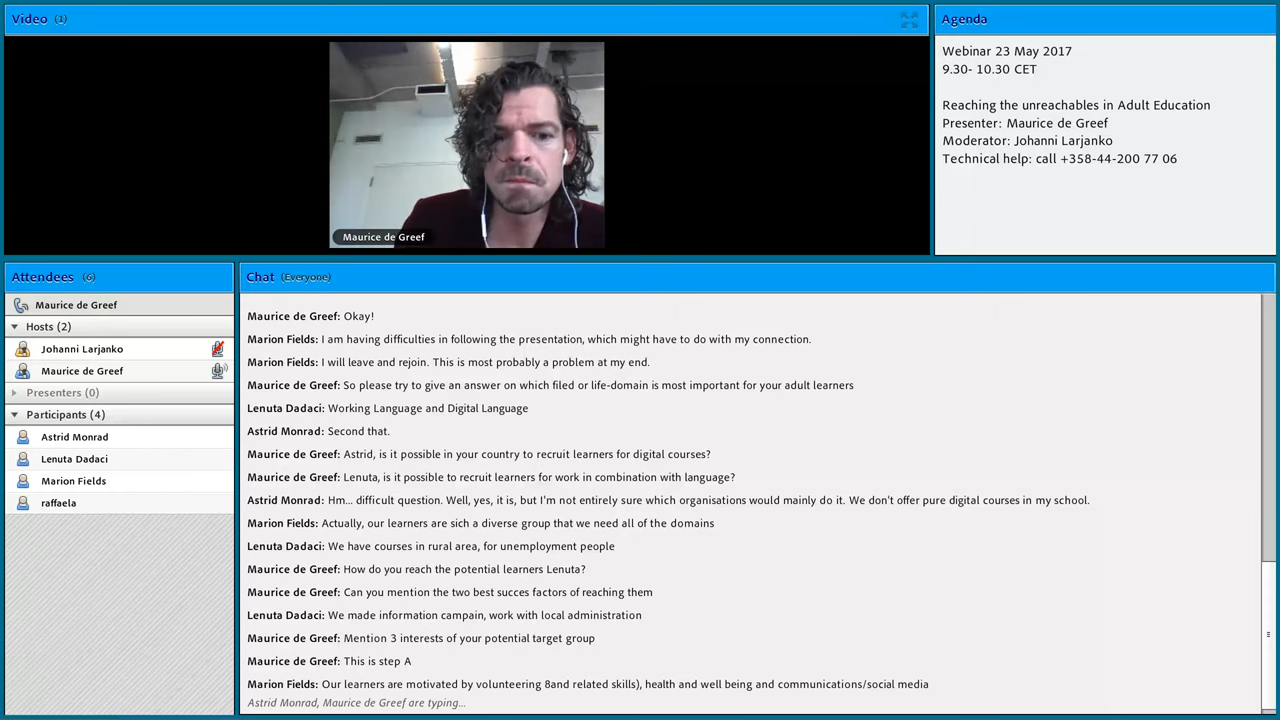 Video (1)
Maurice de Greef
Agenda
Webinar 23 May 2017
9.30- 10.30 CET
Reaching the unreachables in Adult Education
Presenter: Maurice de Greef
Moderator: Johanni Larjanko
Technical help: call +358-44-200 77 06
Attendees (6)
Maurice de Greef
Hosts (2)
Johanni Larjanko
Maurice de Greef
Presenters (0)
Participants (4)
Astrid Monrad
Lenuta Dadaci
Marion Fields
raffaela
Chat (Everyone)
Maurice de Greef: Okay!
Marion Fields: I am having difficulties in following the presentation, which might have to do with my connection.
Marion Fields: I will leave and rejoin. This is most probably a problem at my end.
Maurice de Greef: So please try to give an answer on which filed or life-domain is most important for your adult learners
Lenuta Dadaci: Working Language and Digital Language
Astrid Monrad: Second that.
Maurice de Greef: Astrid, is it possible in your country to recruit learners for digital courses?
Maurice de Greef: Lenuta, is it possible to recruit learners for work in combination with language?
Astrid Monrad: Hm... difficult question. Well, yes, it is, but I'm not entirely sure which organisations would mainly do it. We don't offer pure digital courses in my school.
Marion Fields: Actually, our learners are sich a diverse group that we need all of the domains
Lenuta Dadaci: We have courses in rural area, for unemployment people
Maurice de Greef: How do you reach the potential learners Lenuta?
Maurice de Greef: Can you mention the two best succes factors of reaching them
Lenuta Dadaci: We made information campain, work with local administration
Maurice de Greef: Mention 3 interests of your potential target group
Maurice de Greef: This is step A
Marion Fields: Our learners are motivated by volunteering 8and related skills), health and well being and communications/social media
Astrid Monrad, Maurice de Greef are typing...